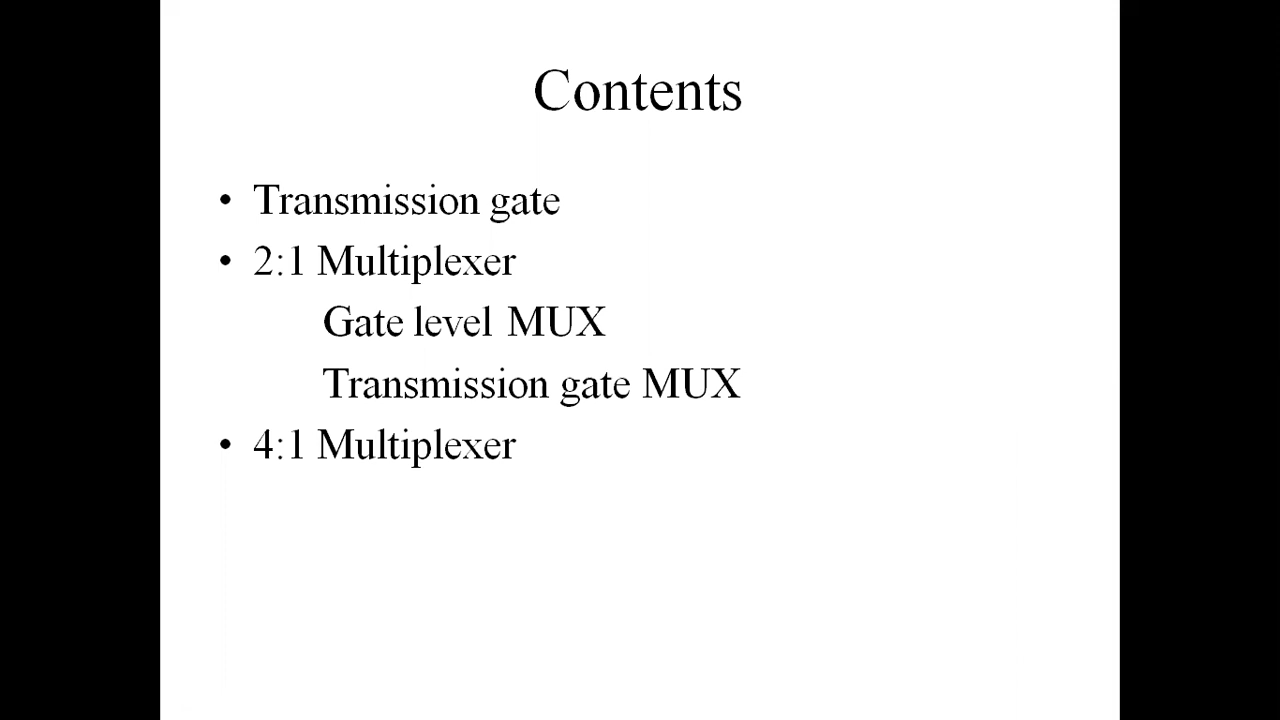 Contents
• Transmission gate
• 2:1 Multiplexer
Gate level MUX
Transmission gate MUX
• 4:1 Multiplexer